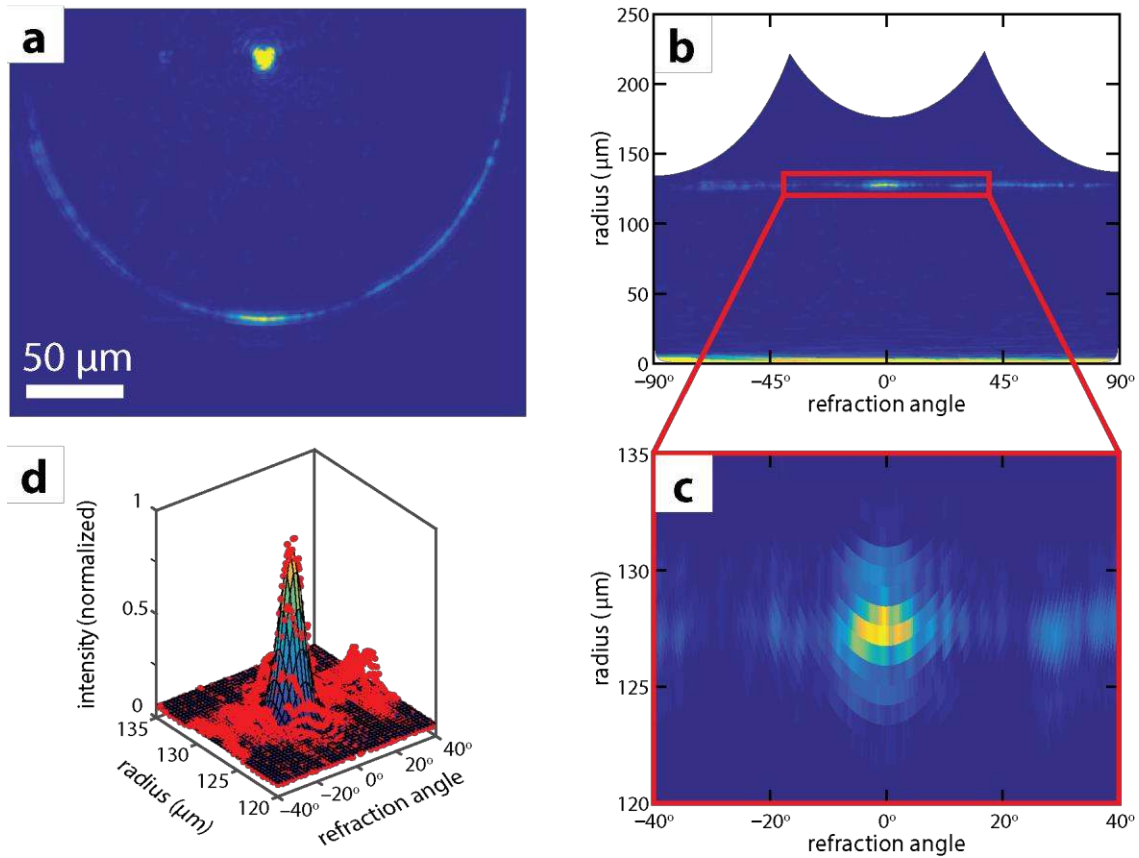 a
50 μm
b
250
200
150
100
50
0
radius (μm)
−90°
−45°
0°
45°
90°
refraction angle
c
135
130
125
120
radius (μm)
−40°
−20°
0°
20°
40°
refraction angle
d
1
0.5
0
intensity (normalized)
135
130
125
120
radius (μm)
−40°
−20°
0°
20°
40°
refraction angle